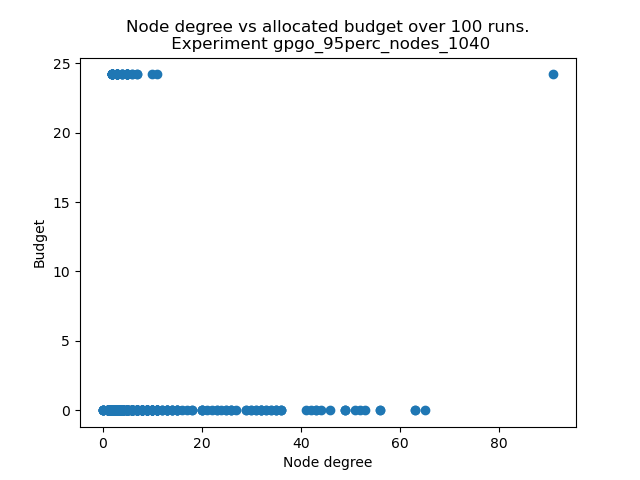 Node degree vs allocated budget over 100 runs.
Experiment gpgo_95perc_nodes_1040
25
20
15
10
5
0
Budget
0 20 40 60 80
Node degree